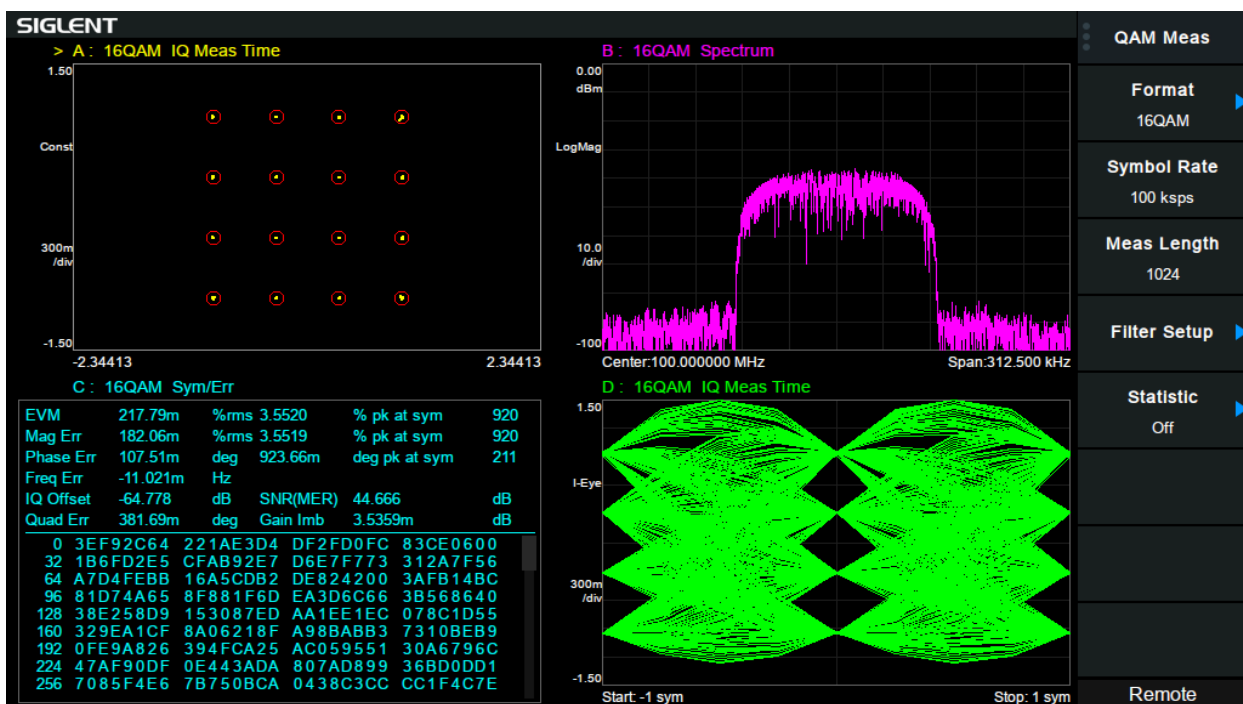 SIGLENT
> A : 16QAM IQ Meas Time
1.50
Const
300m
/div
-1.50
-2.34413 2.34413
B : 16QAM Spectrum
0.00
dBm
LogMag
10.0
/div
-100
Center:100.000000 MHz Span:312.500 kHz
C : 16QAM Sym/Err
EVM 217.79m %rms 3.5520 % pk at sym 920
Mag Err 182.06m %rms 3.5519 % pk at sym 920
Phase Err 107.51m deg 923.66m deg pk at sym 211
Freq Err -11.021m Hz
IQ Offset -64.778 dB SNR(MER) 44.666 dB
Quad Err 381.69m deg Gain Imb 3.5359m dB
0 3EF92C64 221AE3D4 DF2FD0FC 83CE0600
32 1B6FD2E5 CFAB92E7 D6E7F773 312A7F56
64 A7D4FEBB 16A5CDB2 DE824200 3AFB14BC
96 81D74A65 8F881F6D EA3D6C66 3B568640
128 38E258D9 153087ED AA1EE1EC 078C1D55
160 329EA1CF 8A06218F A98BABB3 7310BEB9
192 0FE9A826 394FCA25 AC059551 30A6796C
224 47AF90DF 0E443ADA 807AD899 36BD0DD1
256 7085F4E6 7B750BCA 0438C3CC CC1F4C7E
D : 16QAM IQ Meas Time
1.50
I-Eye
300m
/div
-1.50
Start: -1 sym Stop: 1 sym
QAM Meas
Format
16QAM
Symbol Rate
100 ksps
Meas Length
1024
Filter Setup
Statistic
Off
Remote